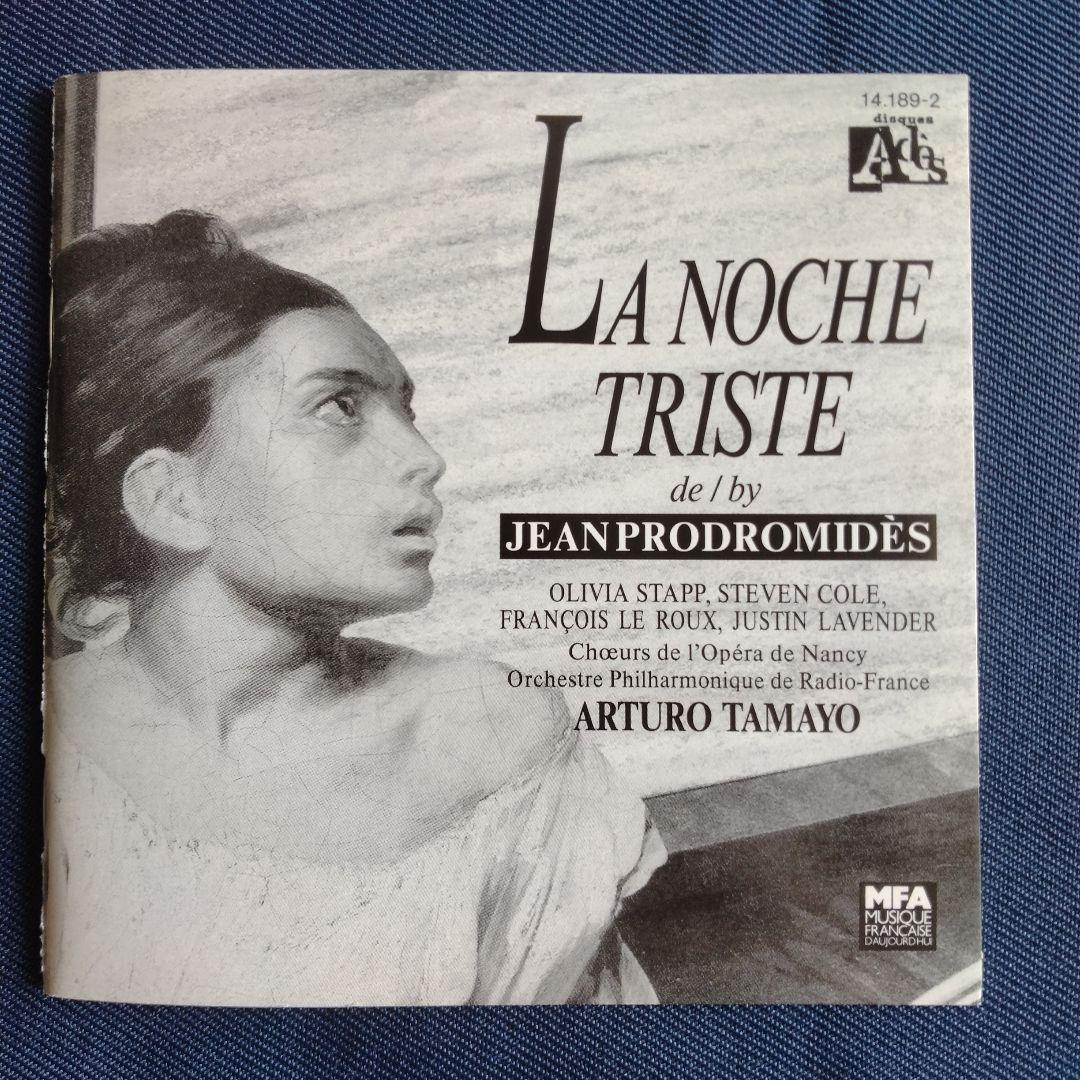 14.189-2
disques
Adès
LA NOCHE
TRISTE
de / by
JEAN PRODROMIDÈS
OLIVIA STAPP, STEVEN COLE,
FRANÇOIS LE ROUX, JUSTIN LAVENDER
Chœurs de l'Opéra de Nancy
Orchestre Philharmonique de Radio-France
ARTURO TAMAYO
MFA
MUSIQUE
FRANÇAISE
D'AUJOURD'HUI